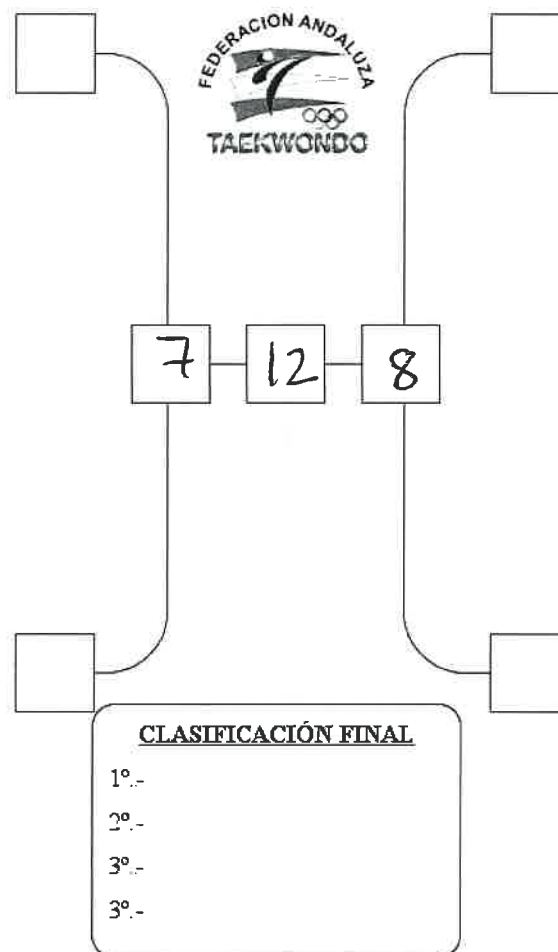 FEDERACION ANDALUZA
TAEKWONDO
7 12 8
CLASIFICACIÓN FINAL
1º.-
2º.-
3º.-
3º.-